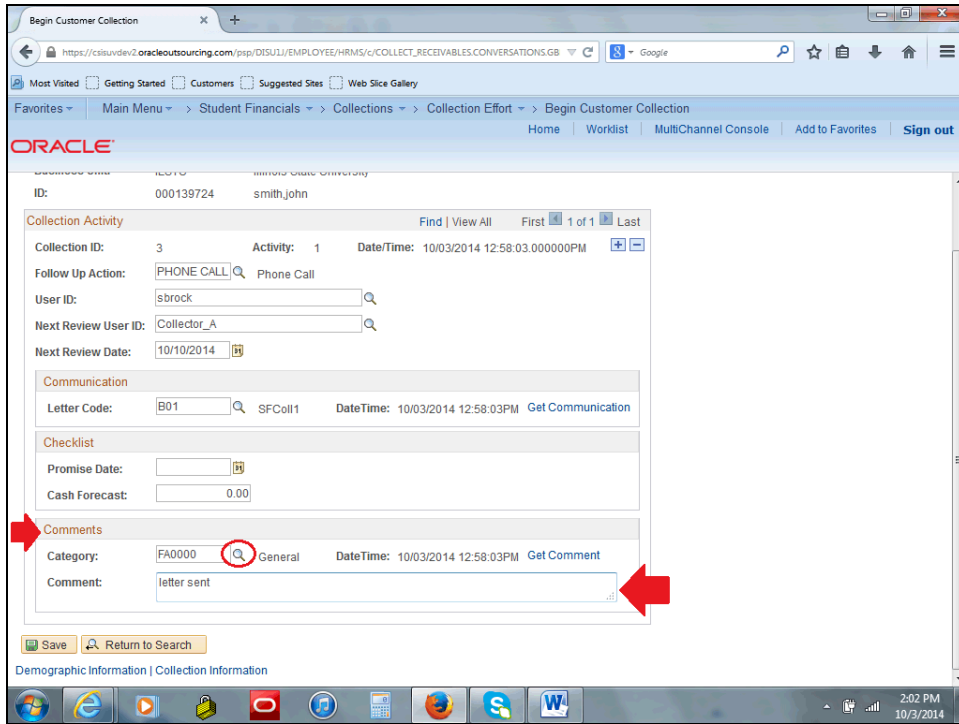 Begin Customer Collection × +
https://csisuvdev2.oracleoutsourcing.com/psp/DISU1J/EMPLOYEE/HRMS/c/COLLECT_RECEIVABLES.CONVERSATIONS.GB 8 Google
Most Visited Getting Started Customers Suggested Sites Web Slice Gallery
Favorites Main Menu > Student Financials > Collections > Collection Effort > Begin Customer Collection
Home Worklist MultiChannel Console Add to Favorites Sign out
ORACLE
Illinois State University
ID: 000139724 smith,john
Collection Activity Find | View All First 1 of 1 Last
Collection ID: 3 Activity: 1 Date/Time: 10/03/2014 12:58:03.000000PM
Follow Up Action: PHONE CALL Phone Call
User ID: sbrock
Next Review User ID: Collector_A
Next Review Date: 10/10/2014
Communication
Letter Code: B01 SFColl1 DateTime: 10/03/2014 12:58:03PM Get Communication
Checklist
Promise Date:
Cash Forecast: 0.00
Comments
Category: FA0000 General DateTime: 10/03/2014 12:58:03PM Get Comment
Comment: letter sent
Save Return to Search
Demographic Information | Collection Information
2:02 PM
10/3/2014